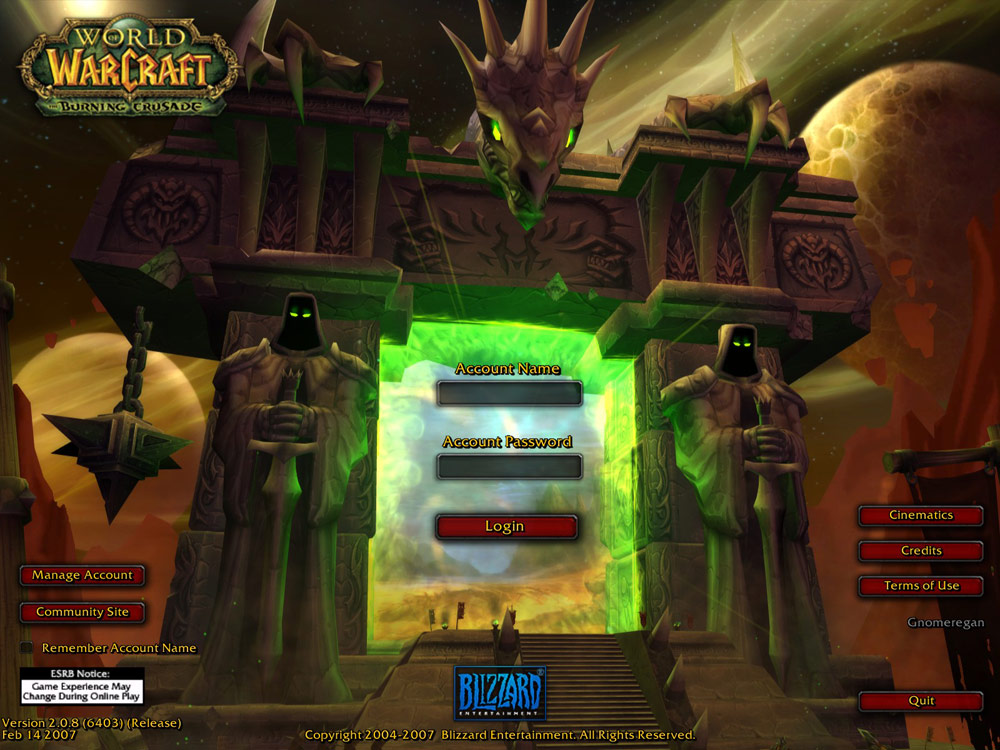 WORLD
OF
WARCRAFT
THE BURNING CRUSADE
Account Name
Account Password
Login
Cinematics
Credits
Terms of Use
Gnomeregan
Manage Account
Community Site
Remember Account Name
ESRB Notice:
Game Experience May
Change During Online Play
Quit
BLIZZARD®
ENTERTAINMENT
Version 2.0.8 (6403) (Release)
Feb 14 2007
Copyright 2004-2007 Blizzard Entertainment. All Rights Reserved.